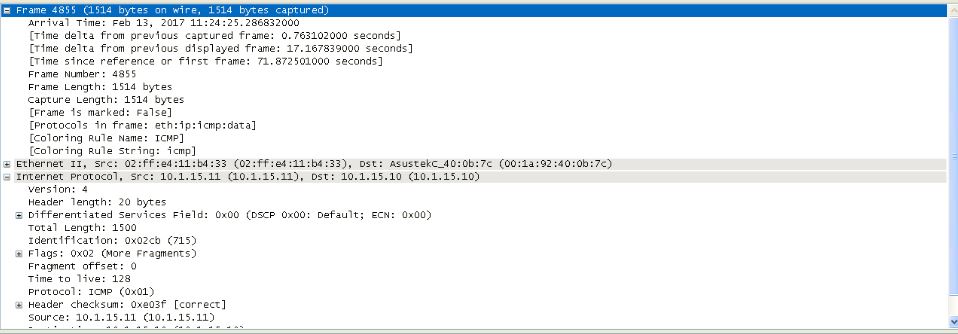 Frame 4855 (1514 bytes on wire, 1514 bytes captured)
Arrival Time: Feb 13, 2017 11:24:25.286832000
[Time delta from previous captured frame: 0.763102000 seconds]
[Time delta from previous displayed frame: 17.167839000 seconds]
[Time since reference or first frame: 71.872501000 seconds]
Frame Number: 4855
Frame Length: 1514 bytes
Capture Length: 1514 bytes
[Frame is marked: False]
[Protocols in frame: eth:ip:icmp:data]
[Coloring Rule Name: ICMP]
[Coloring Rule String: icmp]
Ethernet II, Src: 02:ff:e4:11:b4:33 (02:ff:e4:11:b4:33), Dst: AsustekC_40:0b:7c (00:1a:92:40:0b:7c)
Internet Protocol, Src: 10.1.15.11 (10.1.15.11), Dst: 10.1.15.10 (10.1.15.10)
Version: 4
Header length: 20 bytes
Differentiated Services Field: 0x00 (DSCP 0x00: Default; ECN: 0x00)
Total Length: 1500
Identification: 0x02cb (715)
Flags: 0x02 (More Fragments)
Fragment offset: 0
Time to live: 128
Protocol: ICMP (0x01)
Header checksum: 0xe03f [correct]
Source: 10.1.15.11 (10.1.15.11)